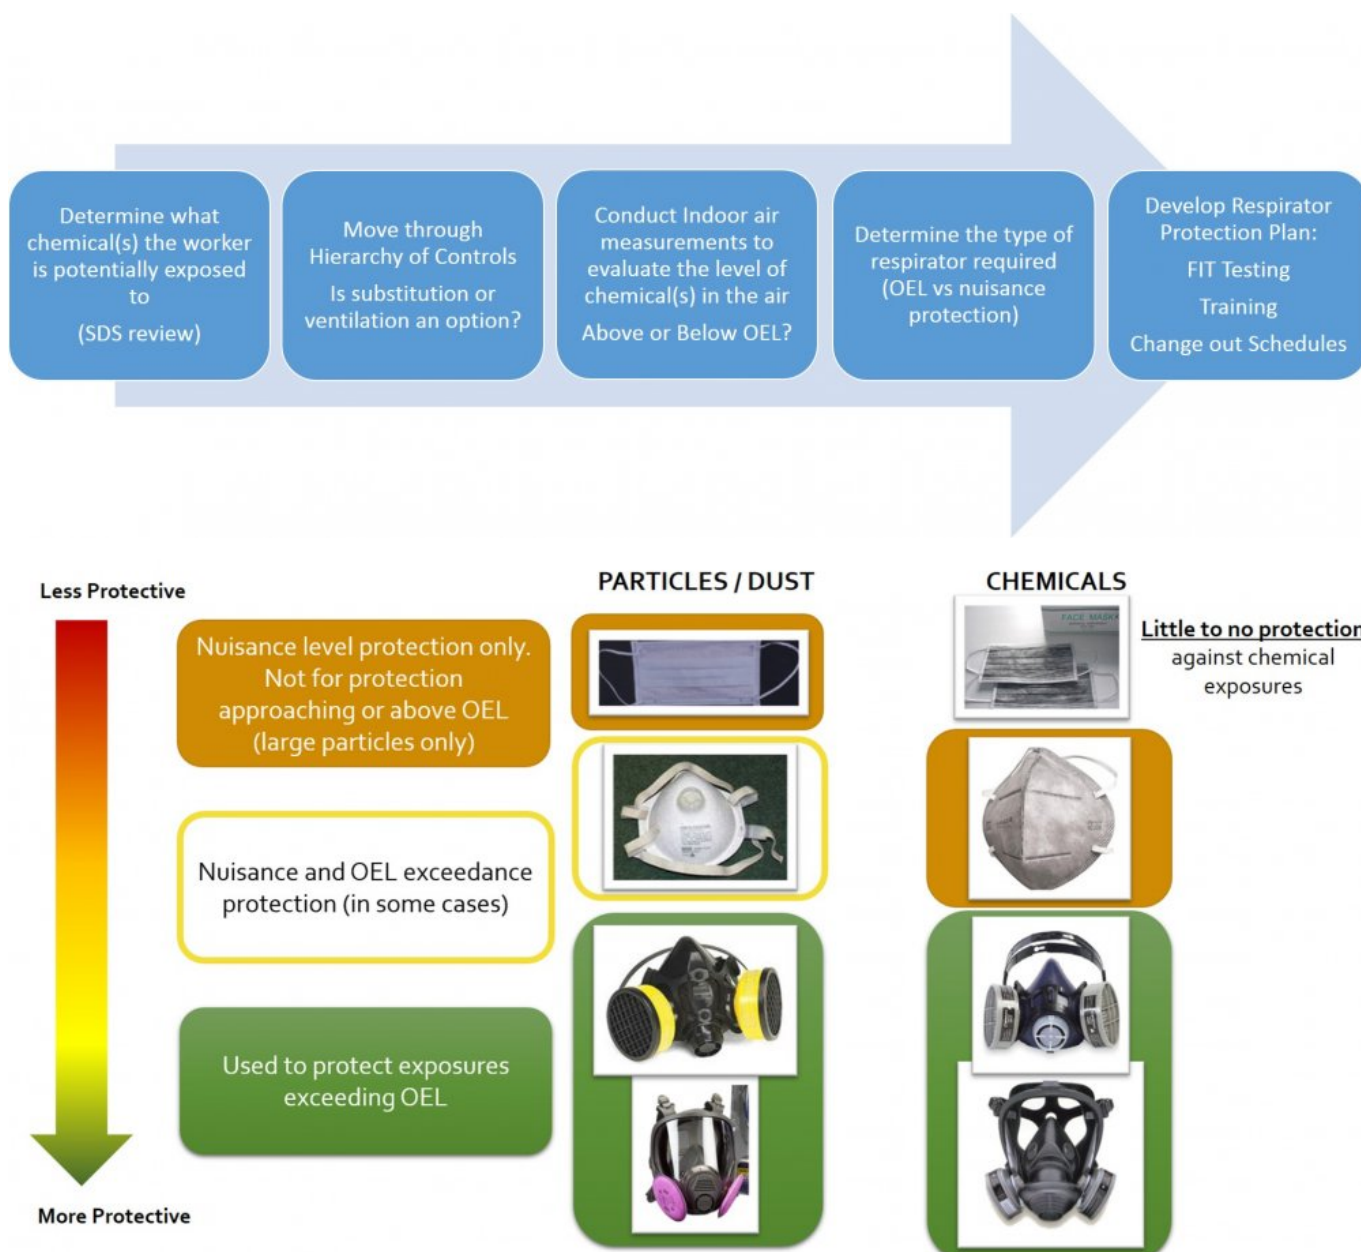 Determine what
chemical(s) the worker
is potentially exposed
to
(SDS review)
Move through
Hierarchy of Controls
Is substitution or
ventilation an option?
Conduct Indoor air
measurements to
evaluate the level of
chemical(s) in the air
Above or Below OEL?
Determine the type of
respirator required
(OEL vs nuisance
protection)
Develop Respirator
Protection Plan:
FIT Testing
Training
Change out Schedules
Less Protective
PARTICLES / DUST
CHEMICALS
Nuisance level protection only.
Not for protection
approaching or above OEL
(large particles only)
FACE MASK
Little to no protection
against chemical
exposures
Nuisance and OEL exceedance
protection (in some cases)
Used to protect exposures
exceeding OEL
More Protective